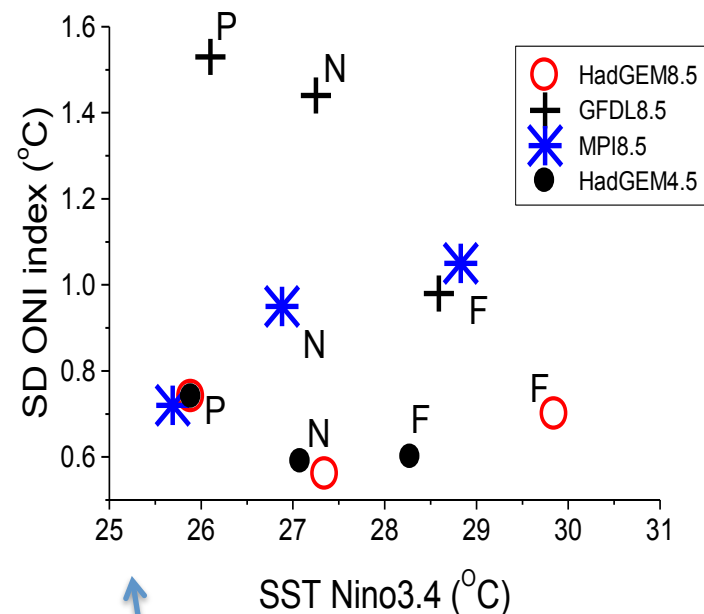 1.6
1.4
1.2
1.0
0.8
0.6
SD ONI index (°C)
P
N
HadGEM8.5
GFDL8.5
MPI8.5
HadGEM4.5
F
N
P
N
F
F
25 26 27 28 29 30 31
SST Nino3.4 (°C)